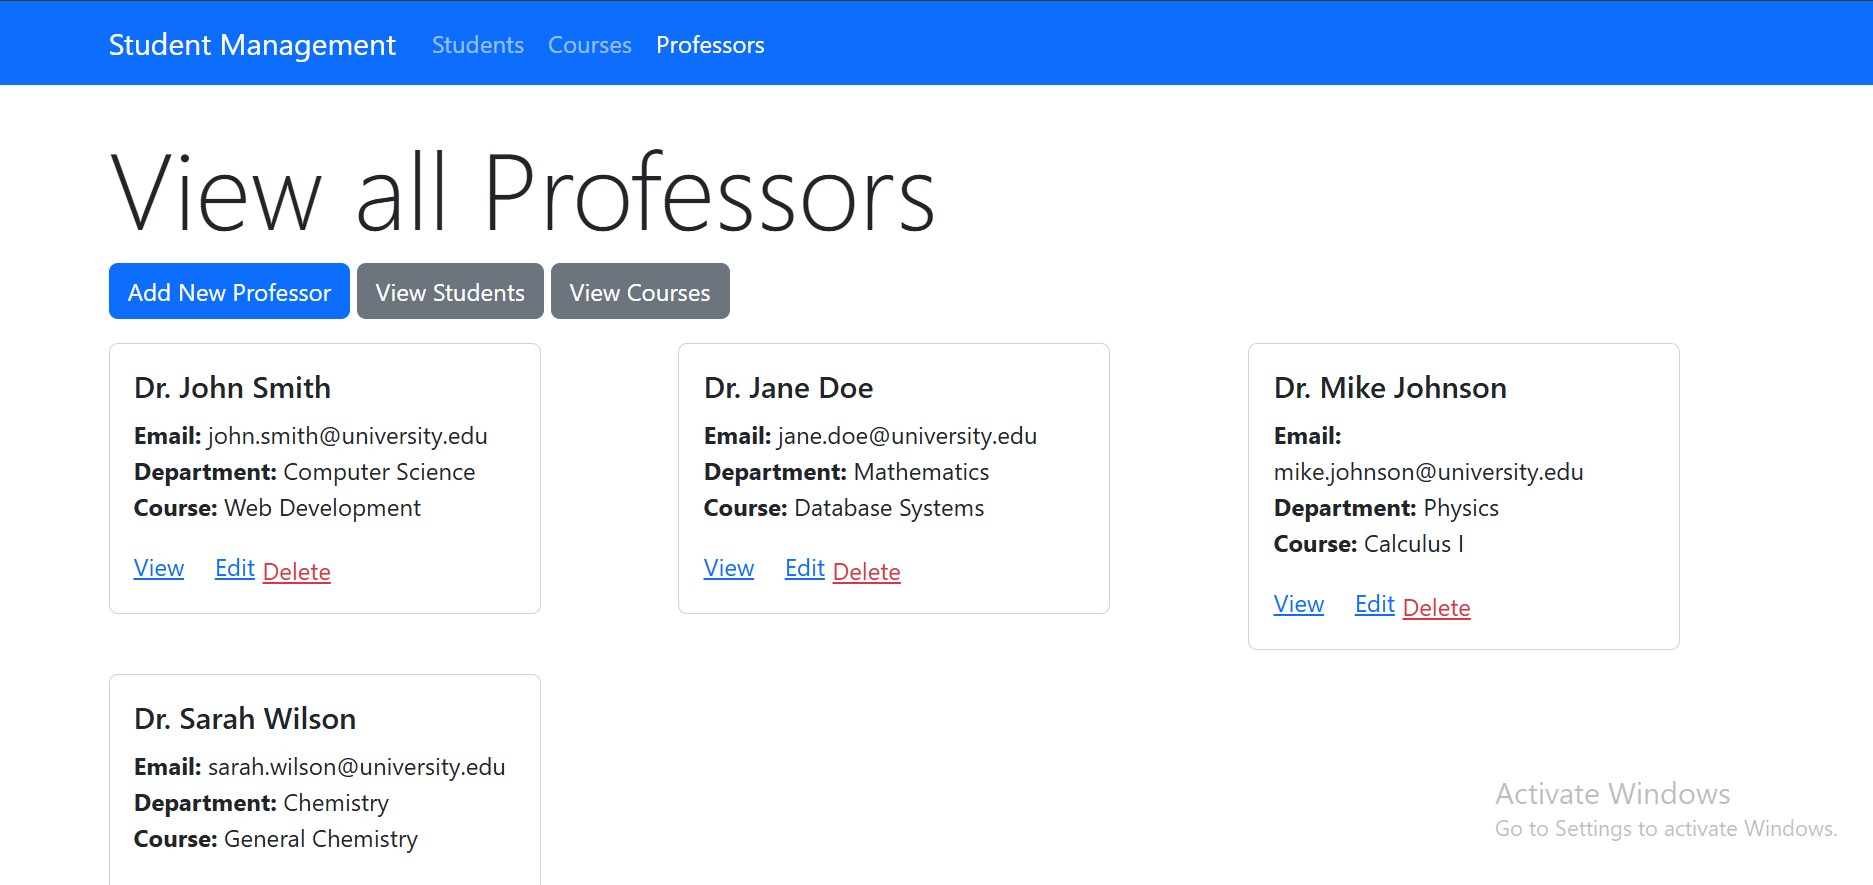 Student Management Students Courses Professors
View all Professors
Add New Professor View Students View Courses
Dr. John Smith
Email: john.smith@university.edu
Department: Computer Science
Course: Web Development
View Edit Delete
Dr. Jane Doe
Email: jane.doe@university.edu
Department: Mathematics
Course: Database Systems
View Edit Delete
Dr. Mike Johnson
Email:
mike.johnson@university.edu
Department: Physics
Course: Calculus I
View Edit Delete
Dr. Sarah Wilson
Email: sarah.wilson@university.edu
Department: Chemistry
Course: General Chemistry
Activate Windows
Go to Settings to activate Windows.